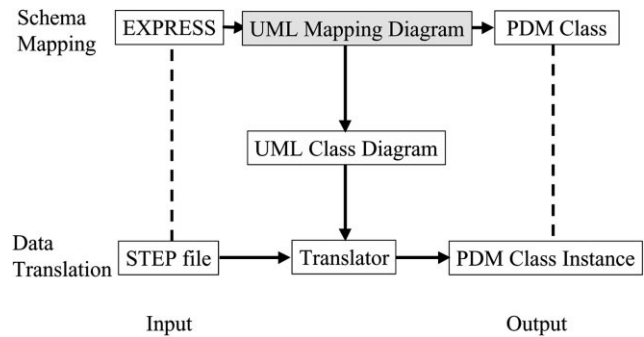 Schema
Mapping
EXPRESS
UML Mapping Diagram
PDM Class
UML Class Diagram
Data
Translation
STEP file
Translator
PDM Class Instance
Input
Output